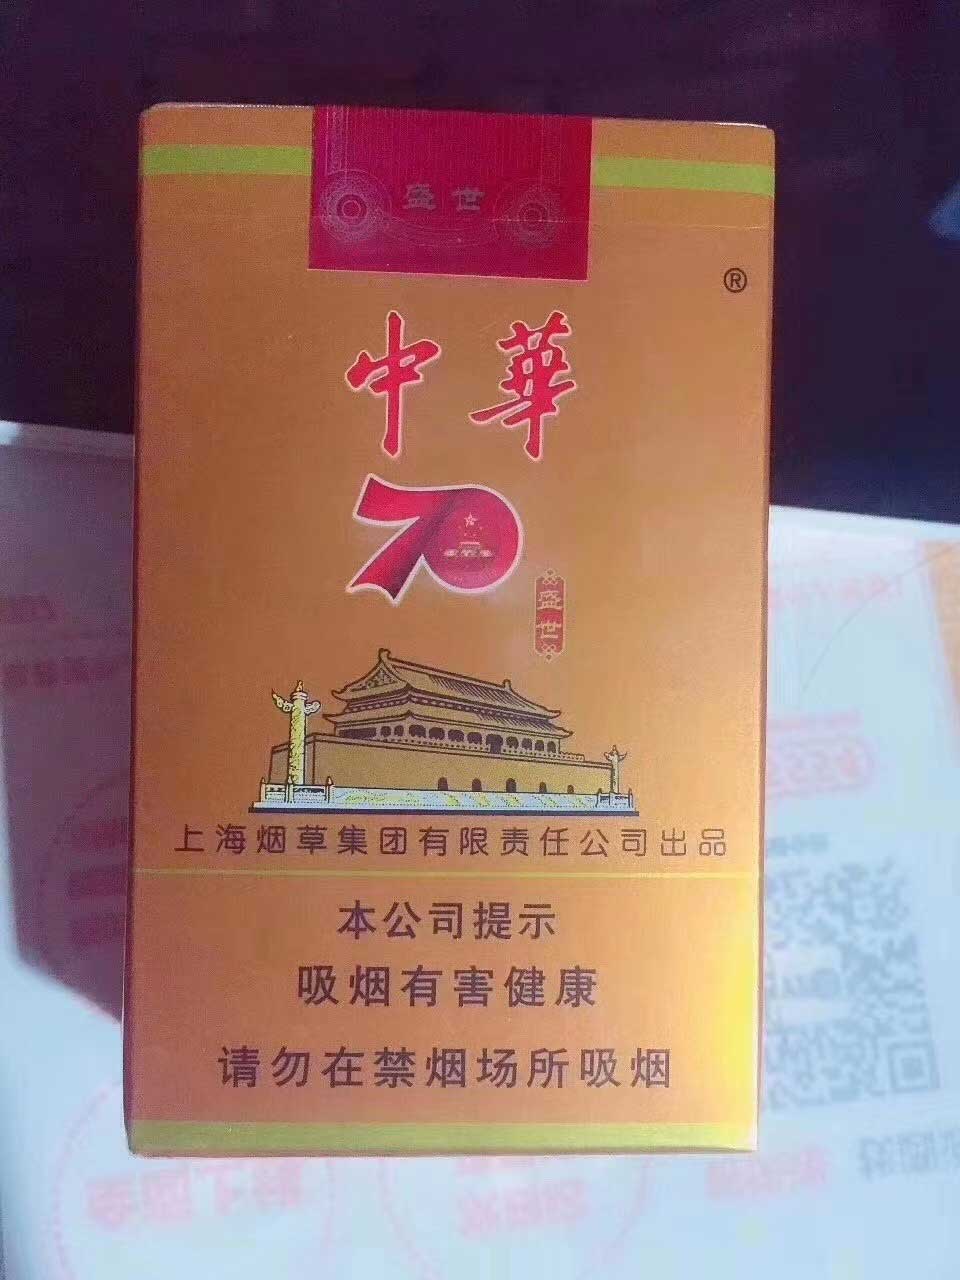 盛世
®
中華
70
盛世
上海烟草集团有限责任公司出品
本公司提示
吸烟有害健康
请勿在禁烟场所吸烟